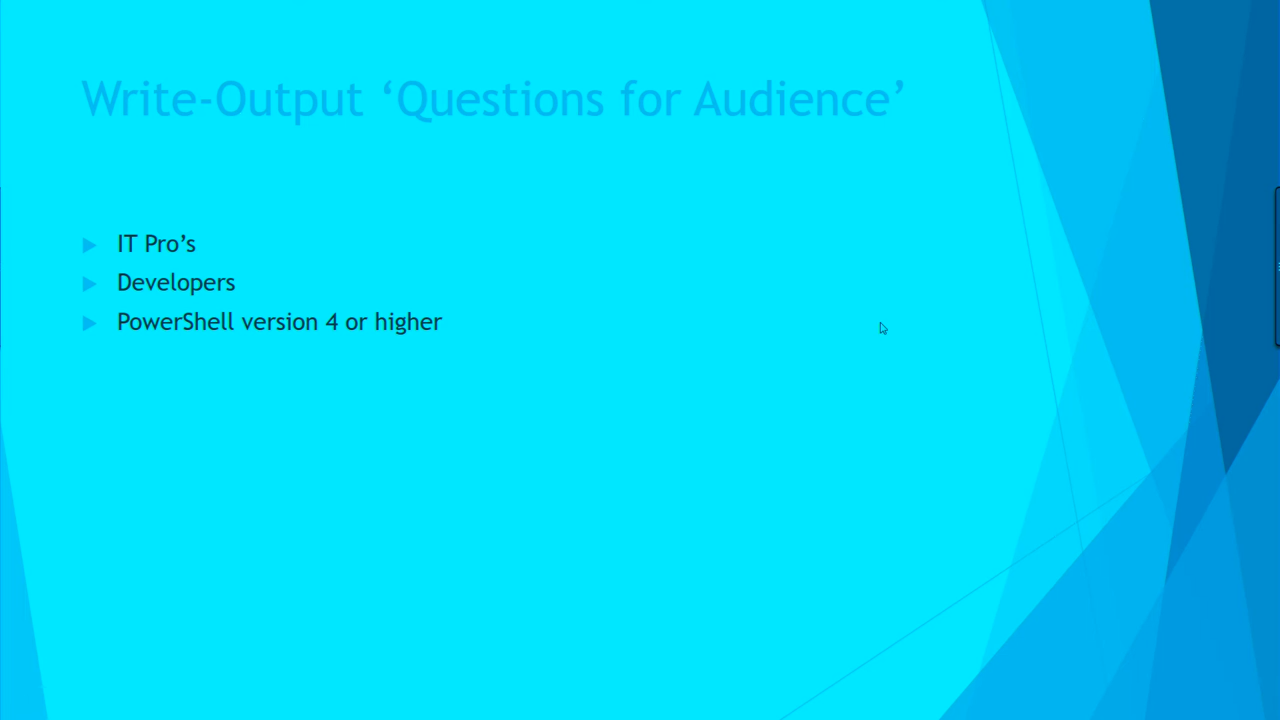 Write-Output ‘Questions for Audience’
IT Pro’s
Developers
PowerShell version 4 or higher